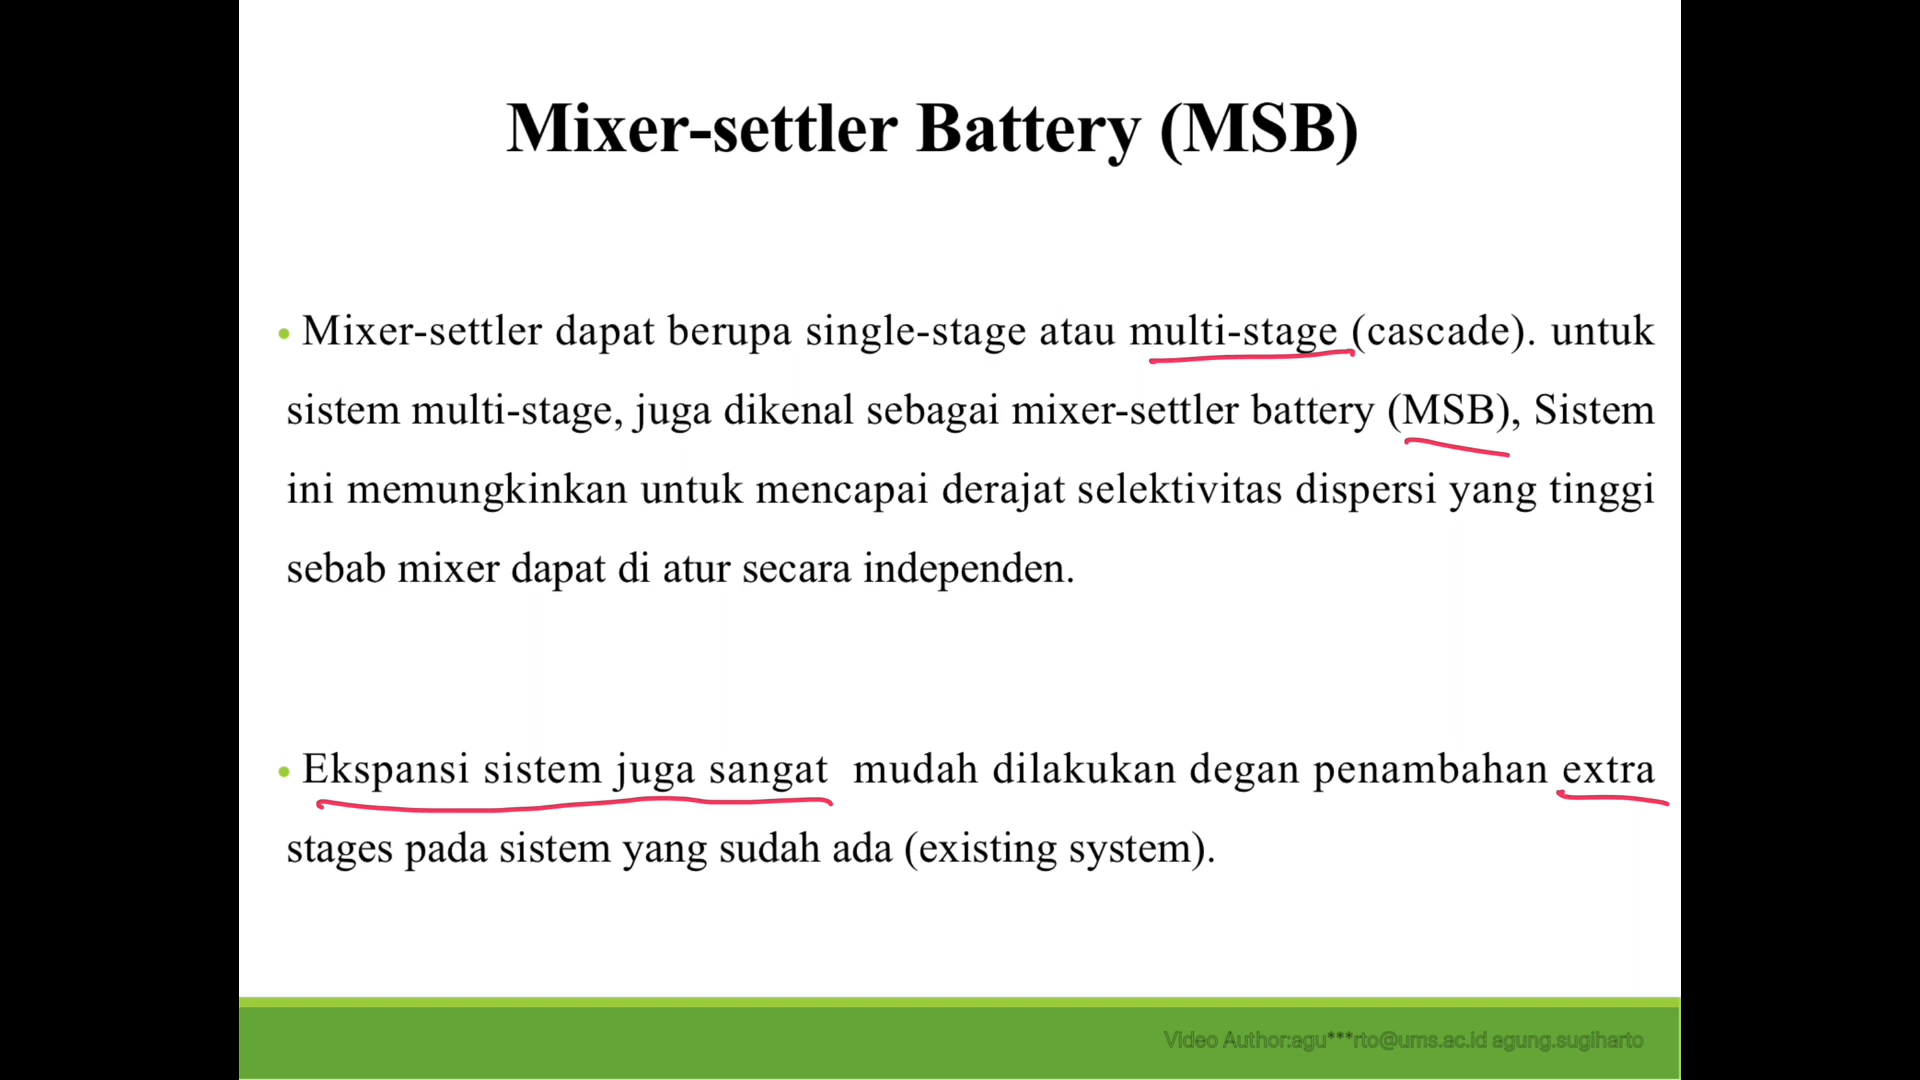 Mixer-settler Battery (MSB)
• Mixer-settler dapat berupa single-stage atau multi-stage (cascade). untuk
sistem multi-stage, juga dikenal sebagai mixer-settler battery (MSB), Sistem
ini memungkinkan untuk mencapai derajat selektivitas dispersi yang tinggi
sebab mixer dapat di atur secara independen.
• Ekspansi sistem juga sangat mudah dilakukan degan penambahan extra
stages pada sistem yang sudah ada (existing system).
Video Author:agu***rto@ums.ac.id agung.sugiharto